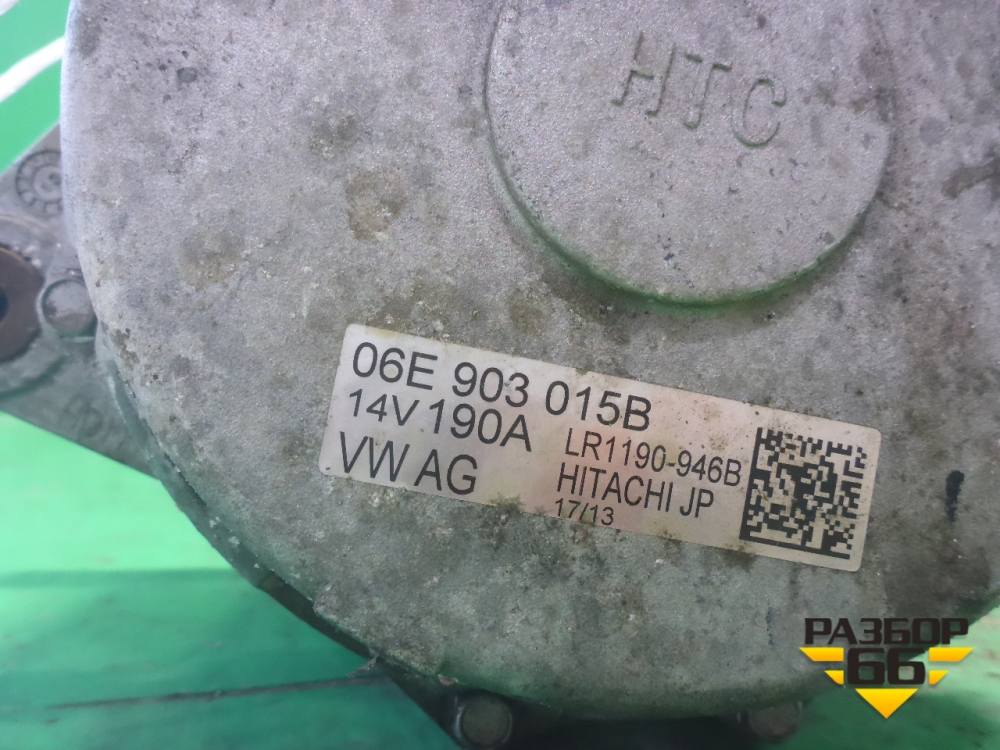 HTC
06E 903 015B
14V 190A LR1190-946B
VW AG HITACHI JP
17/13
РАЗБОР
66